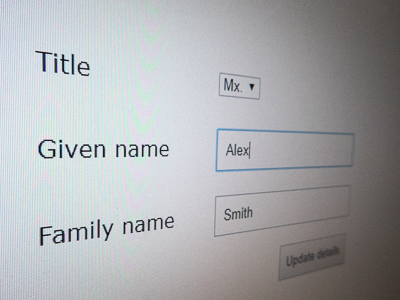 Title
Mx.
Given name
Alex
Family name
Smith
Update details